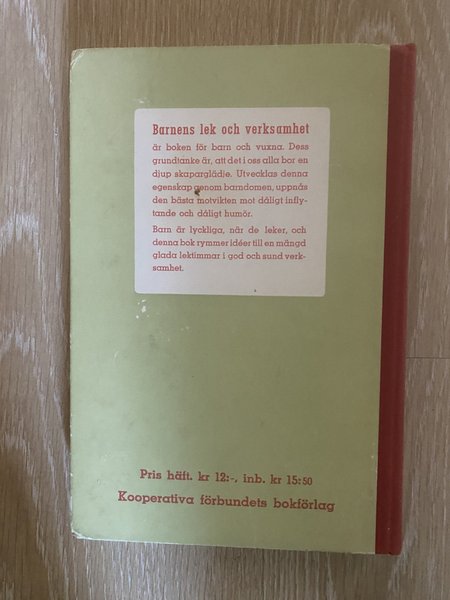 Barnens lek och verksamhet
är boken för barn och vuxna. Dess
grundtanke är, att det i oss alla bor en
djup skaparglädje. Utvecklas denna
egenskap genom barndomen, uppnås
den bästa motvikten mot dåligt infly-
tande och dåligt humör.
Barn är lyckliga, när de leker, och
denna bok rymmer idéer till en mängd
glada lektimmar i god och sund verk-
samhet.
Pris häft. kr 12:-, inb. kr 15:50
Kooperativa förbundets bokförlag